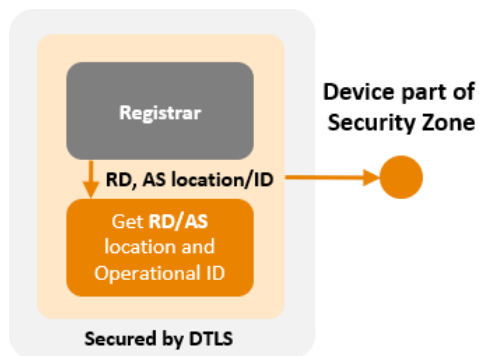 Registrar
Device part of
Security Zone
RD, AS location/ID
Get RD/AS
location and
Operational ID
Secured by DTLS